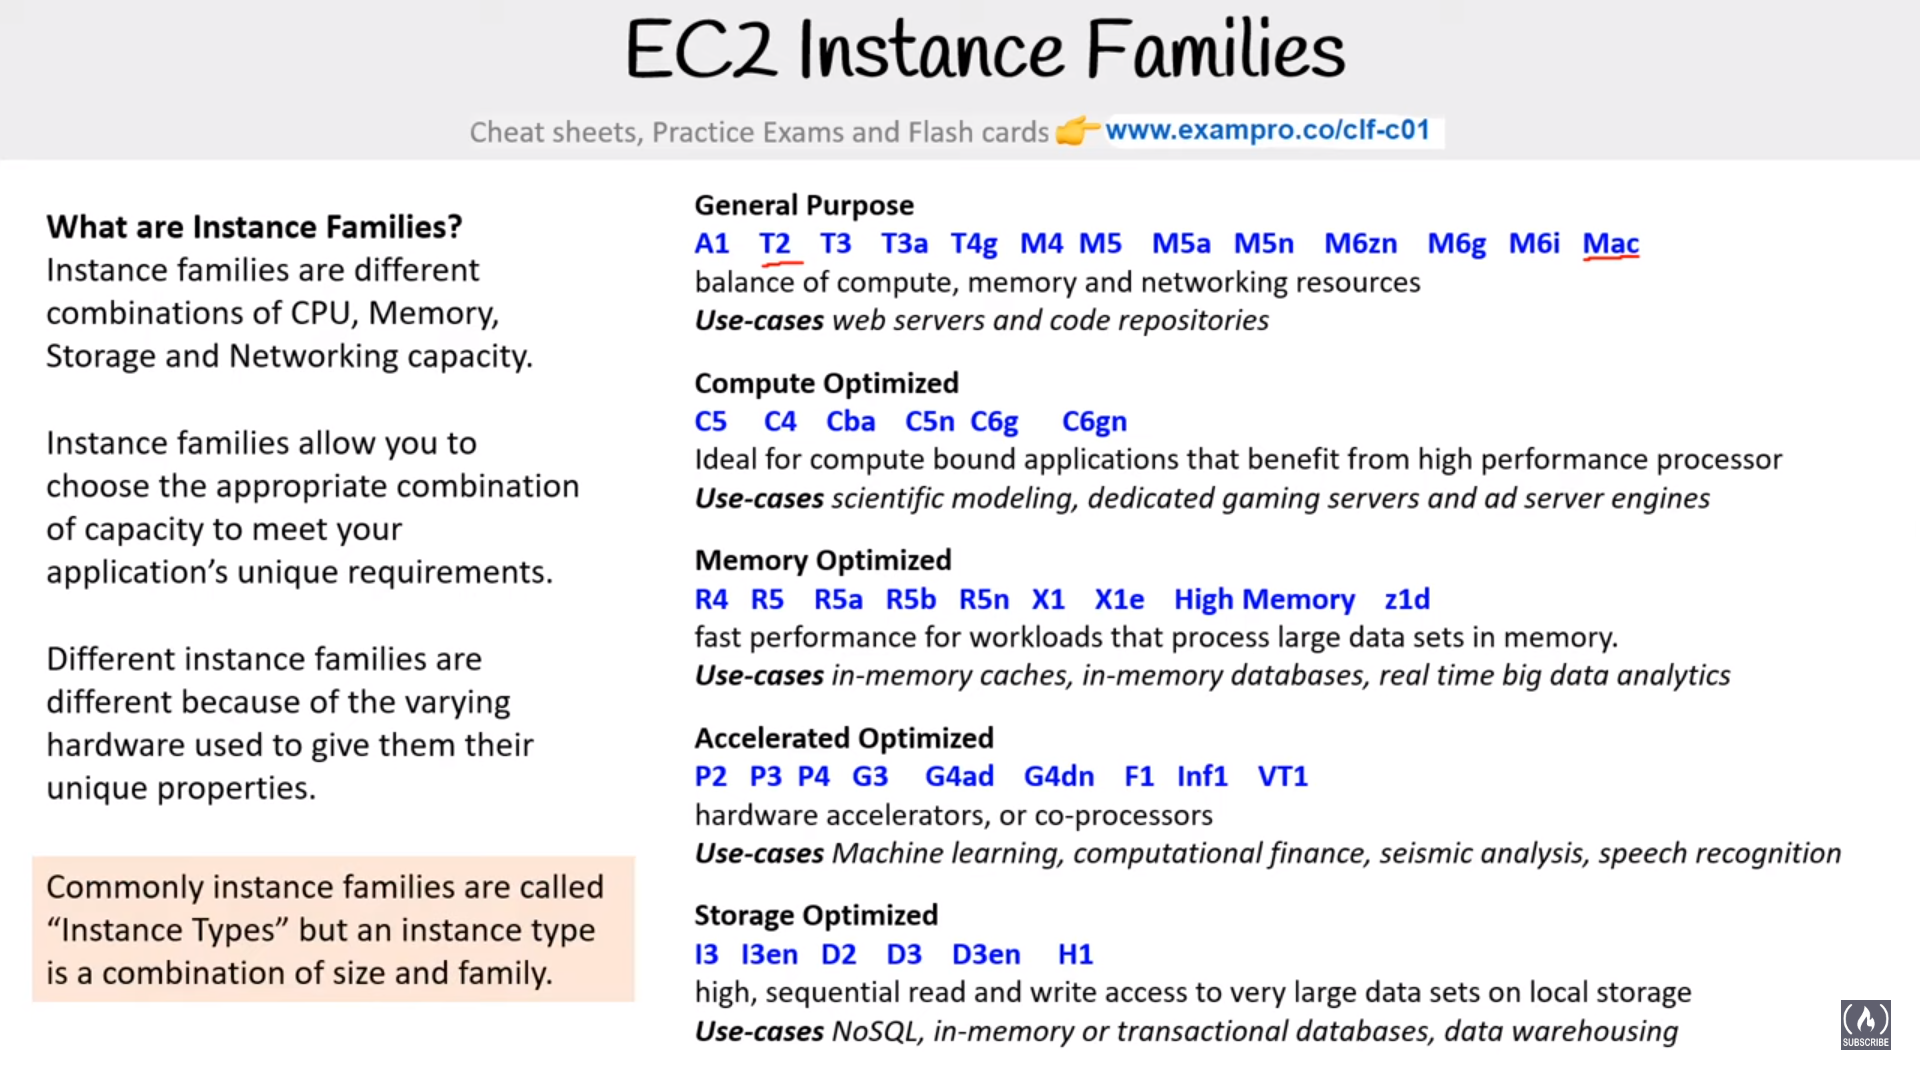 EC2 Instance Families
Cheat sheets, Practice Exams and Flash cards 👉 www.exampro.co/clf-c01
What are Instance Families?
Instance families are different
combinations of CPU, Memory,
Storage and Networking capacity.
Instance families allow you to
choose the appropriate combination
of capacity to meet your
application’s unique requirements.
Different instance families are
different because of the varying
hardware used to give them their
unique properties.
Commonly instance families are called
“Instance Types” but an instance type
is a combination of size and family.
General Purpose
A1 T2 T3 T3a T4g M4 M5 M5a M5n M6zn M6g M6i Mac
balance of compute, memory and networking resources
Use-cases web servers and code repositories
Compute Optimized
C5 C4 Cba C5n C6g C6gn
Ideal for compute bound applications that benefit from high performance processor
Use-cases scientific modeling, dedicated gaming servers and ad server engines
Memory Optimized
R4 R5 R5a R5b R5n X1 X1e High Memory z1d
fast performance for workloads that process large data sets in memory.
Use-cases in-memory caches, in-memory databases, real time big data analytics
Accelerated Optimized
P2 P3 P4 G3 G4ad G4dn F1 Inf1 VT1
hardware accelerators, or co-processors
Use-cases Machine learning, computational finance, seismic analysis, speech recognition
Storage Optimized
I3 I3en D2 D3 D3en H1
high, sequential read and write access to very large data sets on local storage
Use-cases NoSQL, in-memory or transactional databases, data warehousing
SUBSCRIBE